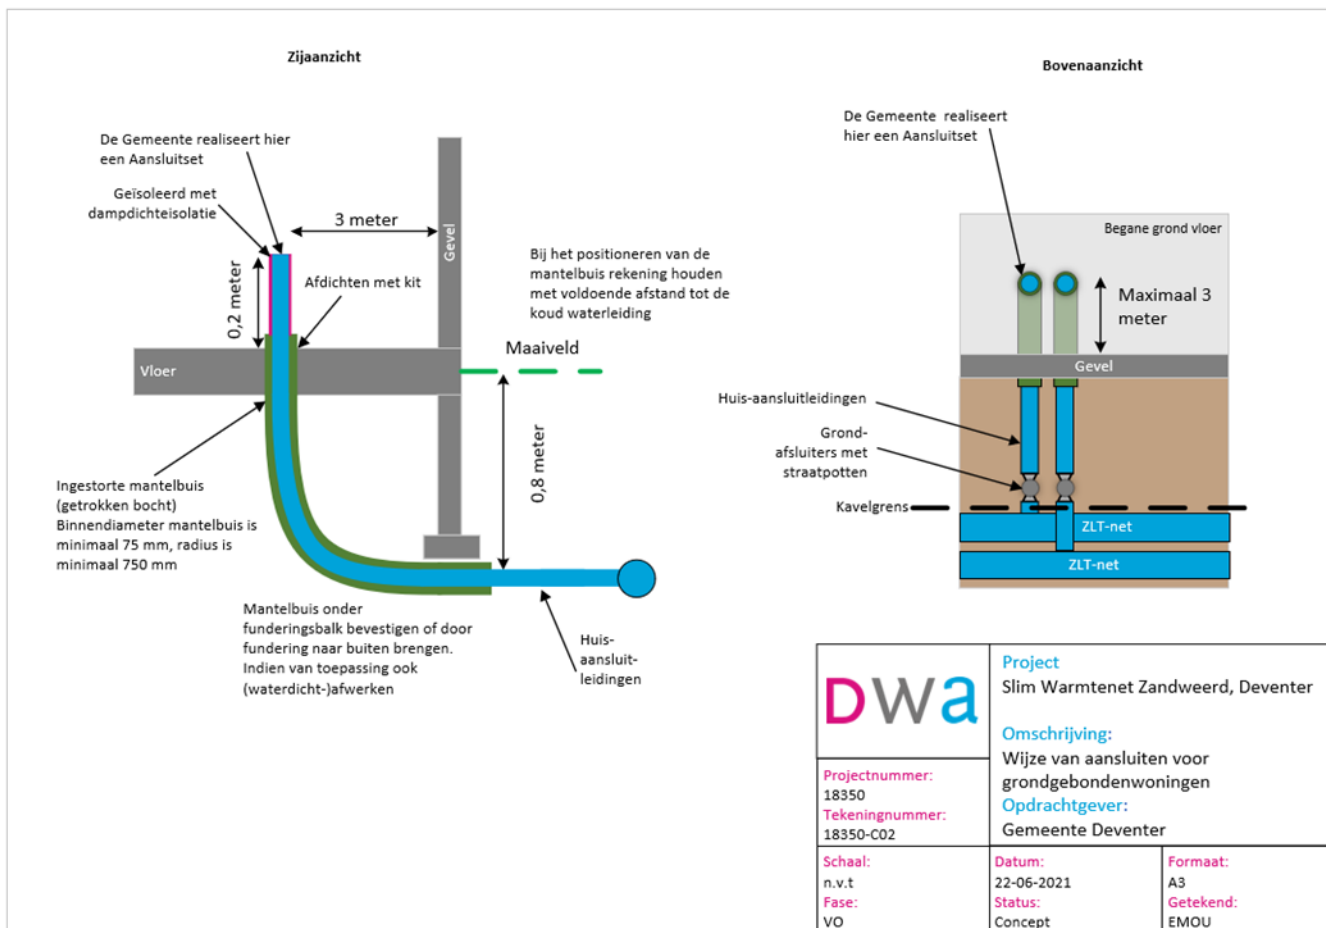 Zijaanzicht
De Gemeente realiseert hier
een Aansluitset
Geïsoleerd met
dampdichteisolatie
3 meter
Gevel
0,2 meter
Afdichten met kit
Bij het positioneren van de
mantelbuis rekening houden
met voldoende afstand tot de
koud waterleiding
Maaiveld
Vloer
0,8 meter
Ingestorte mantelbuis
(getrokken bocht)
Binnendiameter mantelbuis is
minimaal 75 mm, radius is
minimaal 750 mm
Mantelbuis onder
funderingsbalk bevestigen of door
fundering naar buiten brengen.
Indien van toepassing ook
(waterdicht-)afwerken
Huis-
aansluit-
leidingen
Bovenaanzicht
De Gemeente realiseert
hier een Aansluitset
Begane grond vloer
Maximaal 3
meter
Gevel
Huis-aansluitleidingen
Grond-
afsluiters met
straatpotten
Kavelgrens
ZLT-net
ZLT-net
DWa
Project
Slim Warmtenet Zandweerd, Deventer
Omschrijving:
Wijze van aansluiten voor
grondgebondenwoningen
Opdrachtgever:
Gemeente Deventer
Projectnummer:
18350
Tekeningnummer:
18350-C02
Schaal:
n.v.t
Fase:
VO
Datum:
22-06-2021
Status:
Concept
Formaat:
A3
Getekend:
EMOU